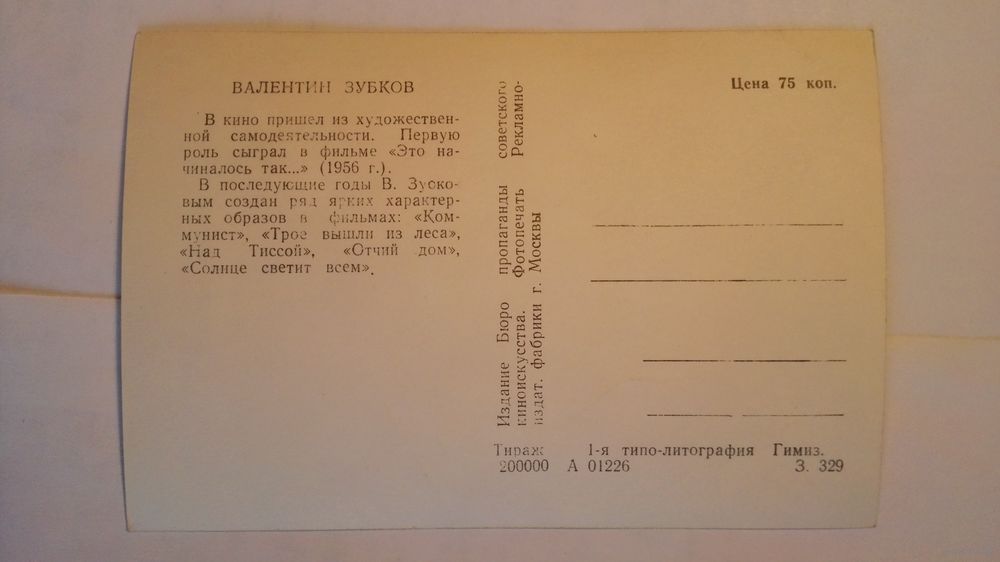 ВАЛЕНТИН ЗУБКОВ
В кино пришел из художествен-
ной самодеятельности. Первую
роль сыграл в фильме «Это на-
чиналось так...» (1956 г.).
В последующие годы В. Зубко-
вым создан ряд ярких характер-
ных образов в фильмах: «Ком-
мунист», «Трое вышли из леса»,
«Над Тиссой», «Отчий дом»,
«Солнце светит всем».
Издание Бюро пропаганды советского
киноискусства. Фотопечать Рекламно-
издат. фабрики г. Москвы
Цена 75 коп.
Тираж 1-я типо-литография Гимиз.
200000 А 01226 З. 329